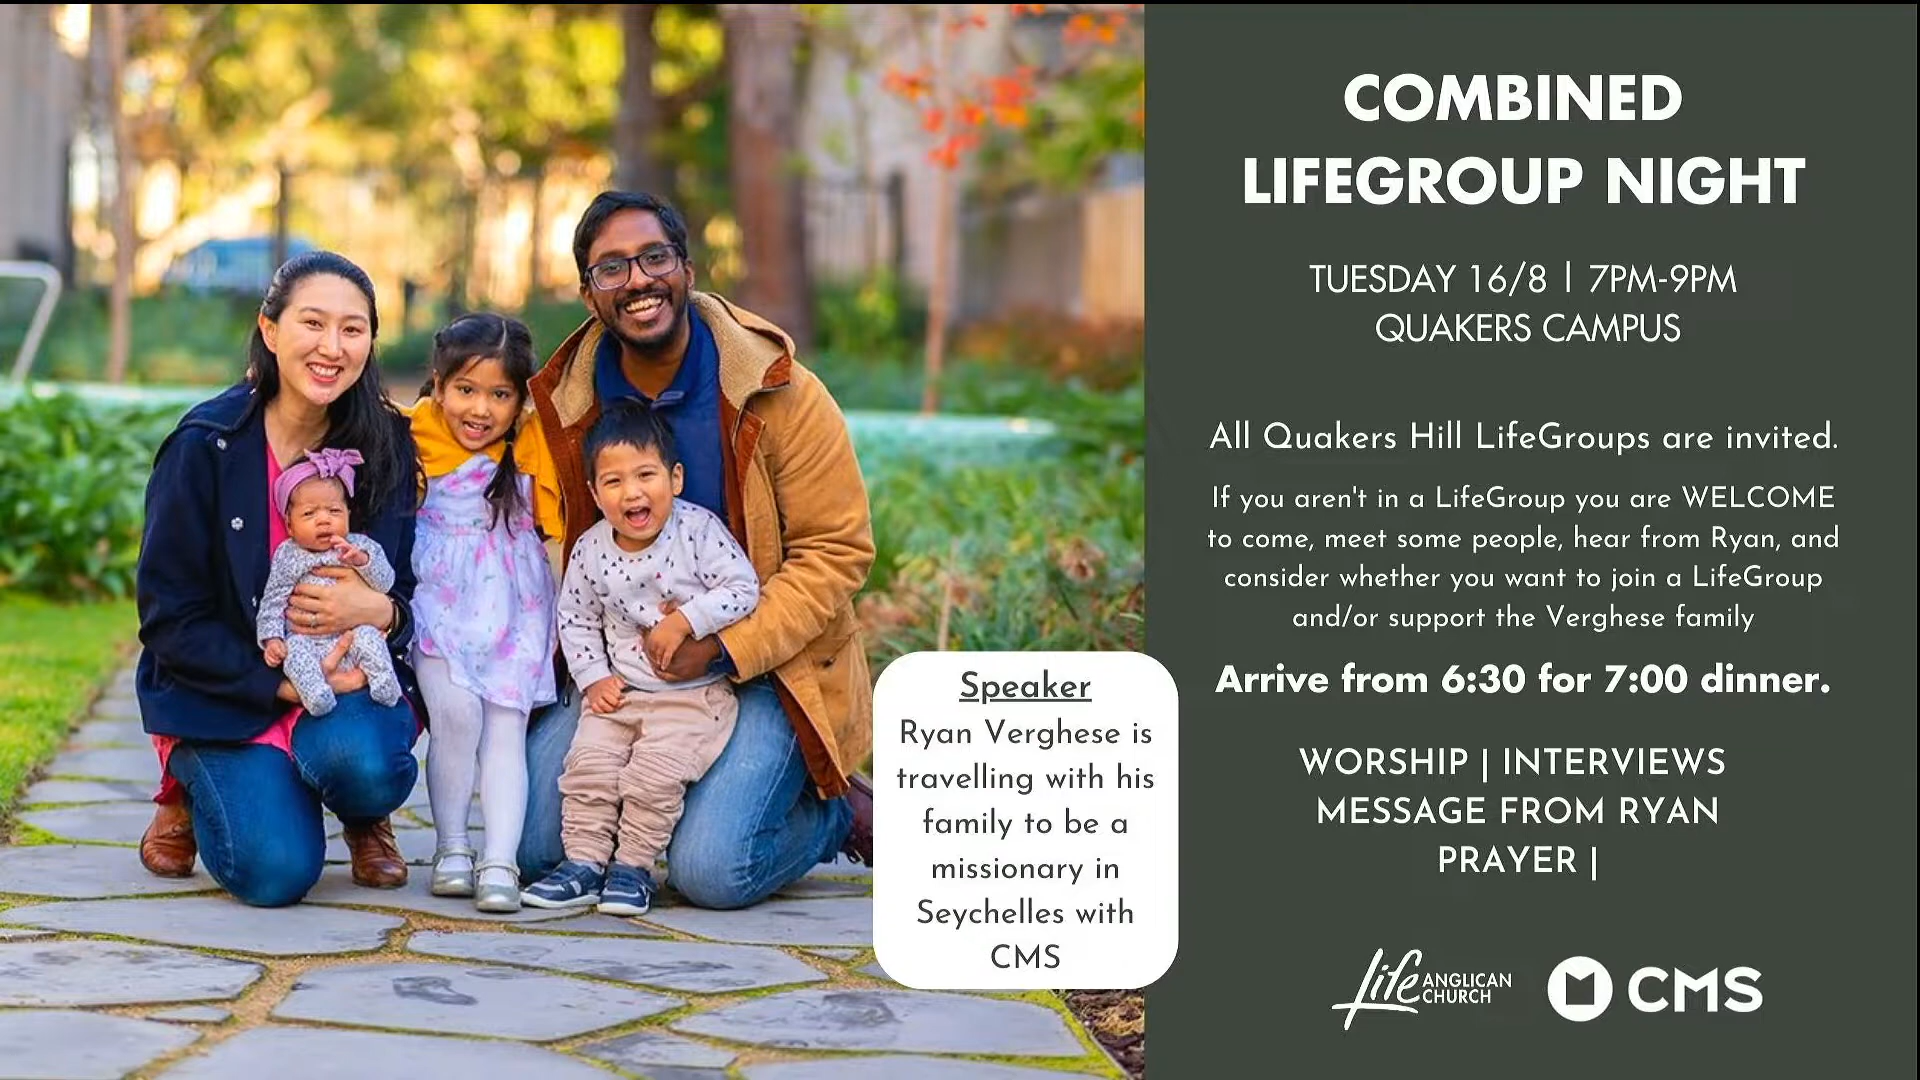 COMBINED
LIFEGROUP NIGHT
TUESDAY 16/8 | 7PM-9PM
QUAKERS CAMPUS
All Quakers Hill LifeGroups are invited.
If you aren't in a LifeGroup you are WELCOME
to come, meet some people, hear from Ryan, and
consider whether you want to join a LifeGroup
and/or support the Verghese family
Arrive from 6:30 for 7:00 dinner.
WORSHIP | INTERVIEWS
MESSAGE FROM RYAN
PRAYER |
Speaker
Ryan Verghese is
travelling with his
family to be a
missionary in
Seychelles with
CMS
Life ANGLICAN
CHURCH
CMS